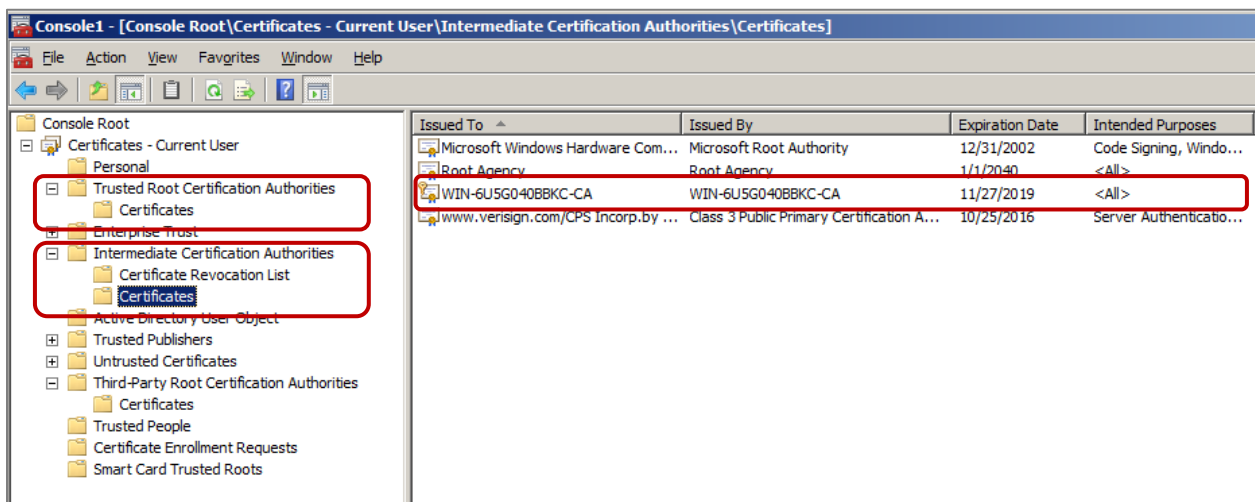 Console1 - [Console Root\Certificates - Current User\Intermediate Certification Authorities\Certificates]
File Action View Favorites Window Help
Console Root
Certificates - Current User
Personal
Trusted Root Certification Authorities
Certificates
Enterprise Trust
Intermediate Certification Authorities
Certificate Revocation List
Certificates
Active Directory User Object
Trusted Publishers
Untrusted Certificates
Third-Party Root Certification Authorities
Certificates
Trusted People
Certificate Enrollment Requests
Smart Card Trusted Roots
Issued To Issued By Expiration Date Intended Purposes
Microsoft Windows Hardware Com... Microsoft Root Authority 12/31/2002 Code Signing, Windo...
Root Agency Root Agency 1/1/2040 <All>
WIN-6U5G040BBKC-CA WIN-6U5G040BBKC-CA 11/27/2019 <All>
www.verisign.com/CPS Incorp.by ... Class 3 Public Primary Certification A... 10/25/2016 Server Authenticatio...